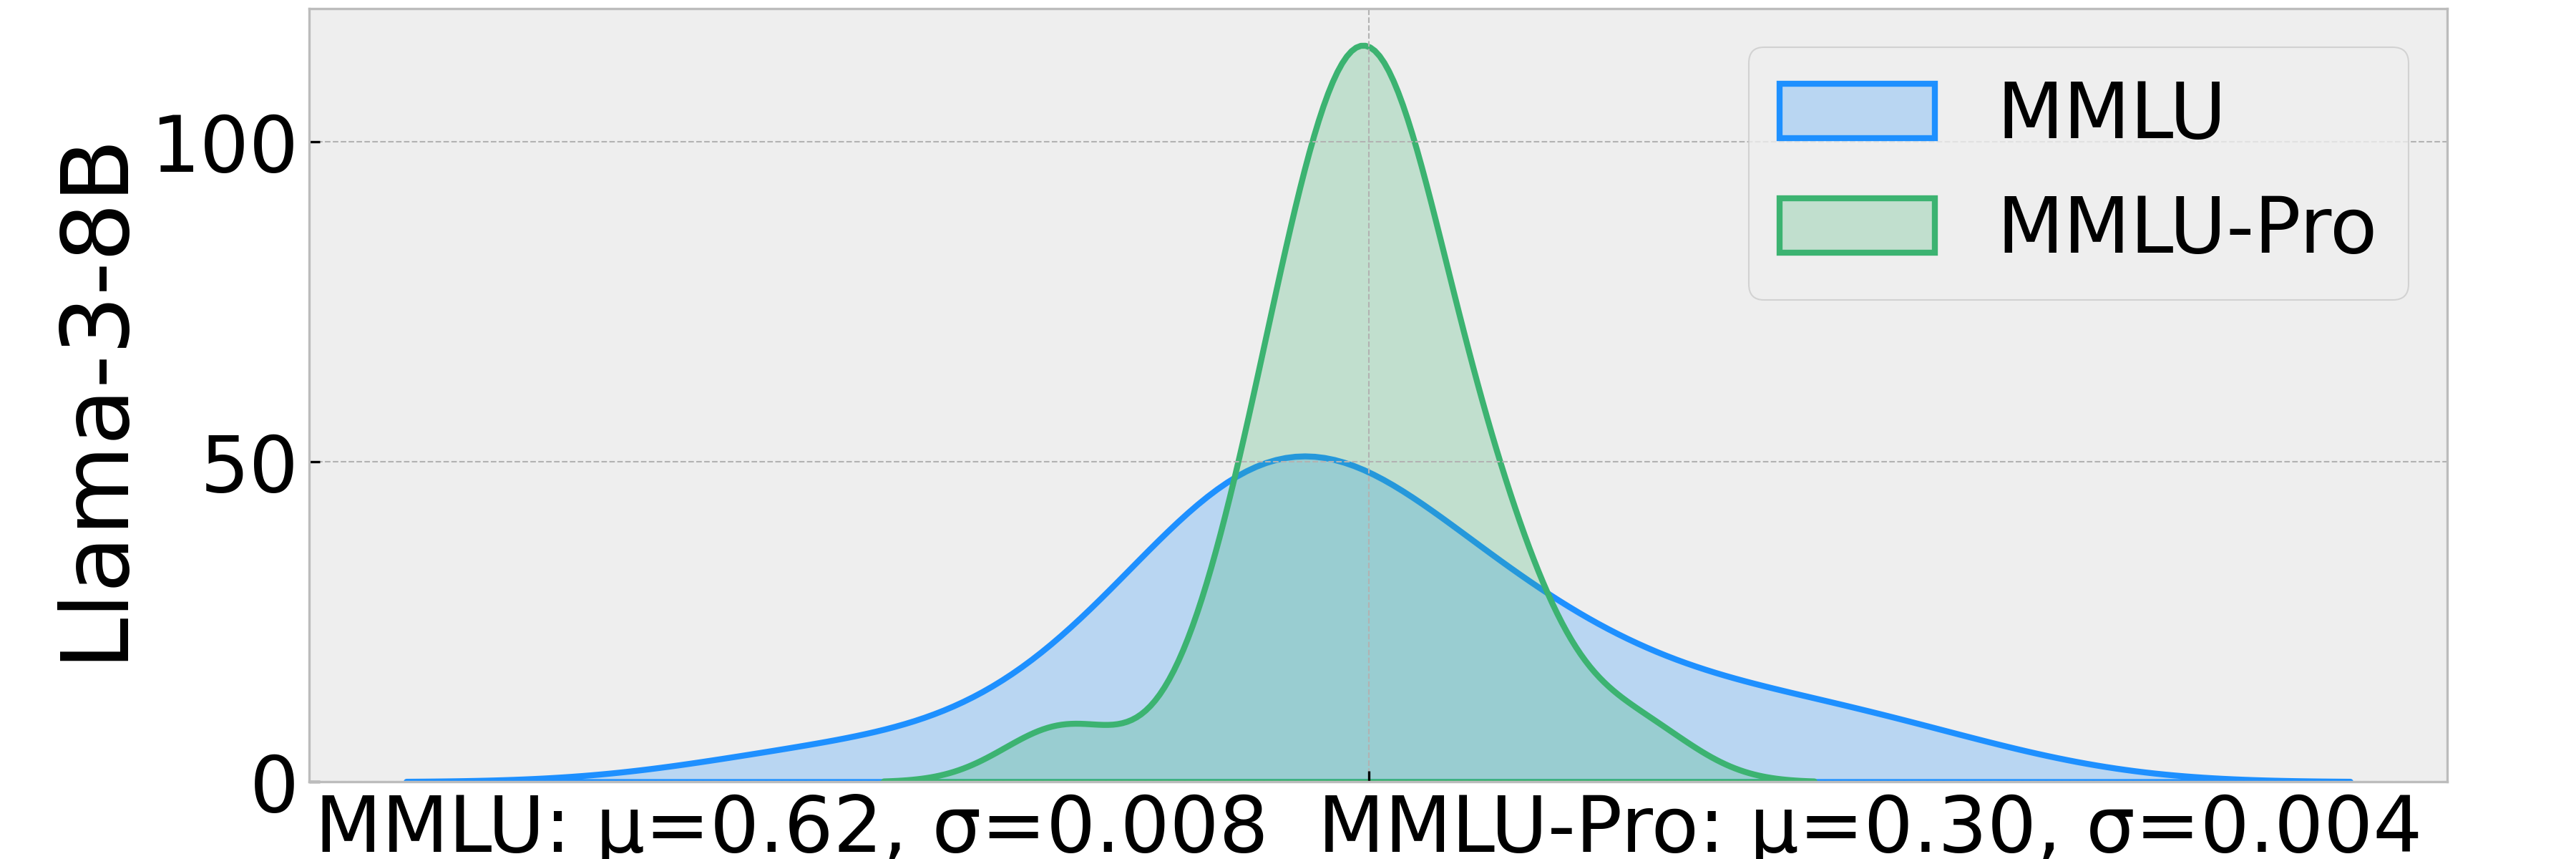 Llama-3-8B
100
50
0
MMLU
MMLU-Pro
MMLU: μ=0.62, σ=0.008 MMLU-Pro: μ=0.30, σ=0.004